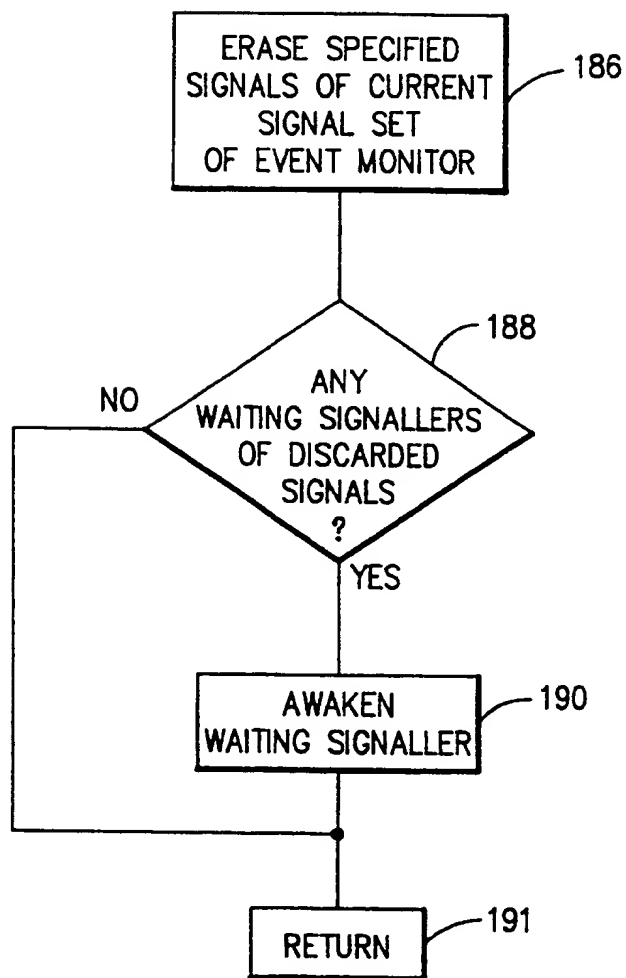 ERASE SPECIFIED
SIGNALS OF CURRENT
SIGNAL SET
OF EVENT MONITOR
186
188
NO
ANY
WAITING SIGNALLERS
OF DISCARDED
SIGNALS
?
YES
AWAKEN
WAITING SIGNALLER
190
RETURN
191